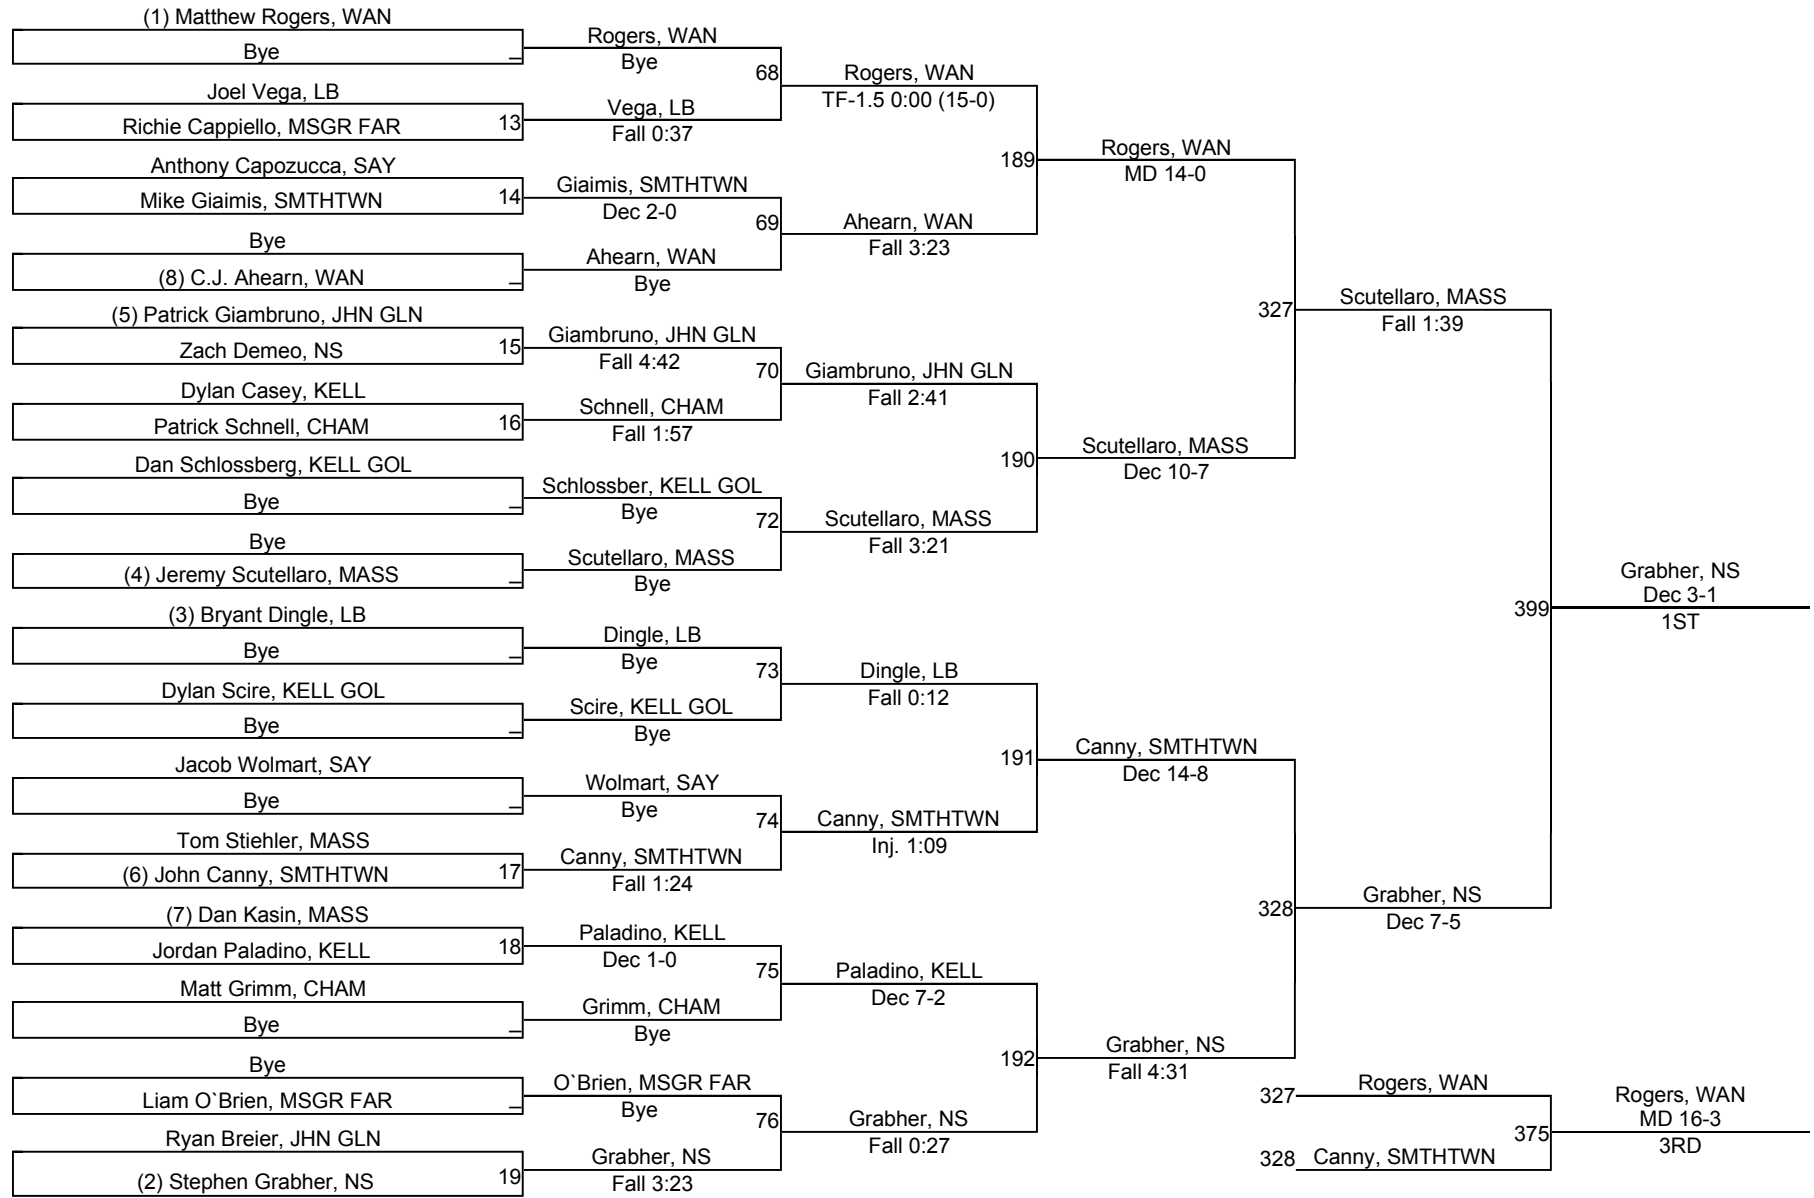 (1) Matthew Rogers, WAN
Bye
Joel Vega, LB
Richie Cappiello, MSGR FAR
13
Anthony Capozucca, SAY
Mike Giaimis, SMTHTWN
14
Bye
(8) C.J. Ahearn, WAN
(5) Patrick Giambruno, JHN GLN
Zach Demeo, NS
15
Dylan Casey, KELL
Patrick Schnell, CHAM
16
Dan Schlossberg, KELL GOL
Bye
Bye
(4) Jeremy Scutellaro, MASS
(3) Bryant Dingle, LB
Bye
Dylan Scire, KELL GOL
Bye
Jacob Wolmart, SAY
Bye
Tom Stiehler, MASS
(6) John Canny, SMTHTWN
17
(7) Dan Kasin, MASS
Jordan Paladino, KELL
18
Matt Grimm, CHAM
Bye
Bye
Liam O`Brien, MSGR FAR
Ryan Breier, JHN GLN
(2) Stephen Grabher, NS
19
Rogers, WAN
Bye
68
Vega, LB
Fall 0:37
Giaimis, SMTHTWN
Dec 2-0
69
Ahearn, WAN
Bye
Giambruno, JHN GLN
Fall 4:42
70
Schnell, CHAM
Fall 1:57
Schlossber, KELL GOL
Bye
72
Scutellaro, MASS
Bye
Dingle, LB
Bye
73
Scire, KELL GOL
Bye
Wolmart, SAY
Bye
74
Canny, SMTHTWN
Fall 1:24
Paladino, KELL
Dec 1-0
75
Grimm, CHAM
Bye
O`Brien, MSGR FAR
Bye
76
Grabher, NS
Fall 3:23
Rogers, WAN
TF-1.5 0:00 (15-0)
189
Ahearn, WAN
Fall 3:23
Giambruno, JHN GLN
Fall 2:41
190
Scutellaro, MASS
Fall 3:21
Dingle, LB
Fall 0:12
191
Canny, SMTHTWN
Inj. 1:09
Paladino, KELL
Dec 7-2
192
Grabher, NS
Fall 0:27
Rogers, WAN
MD 14-0
327
Scutellaro, MASS
Dec 10-7
Canny, SMTHTWN
Dec 14-8
328
Grabher, NS
Fall 4:31
Scutellaro, MASS
Fall 1:39
399
Grabher, NS
Dec 7-5
Grabher, NS
Dec 3-1
1ST
327
Rogers, WAN
375
328
Canny, SMTHTWN
Rogers, WAN
MD 16-3
3RD